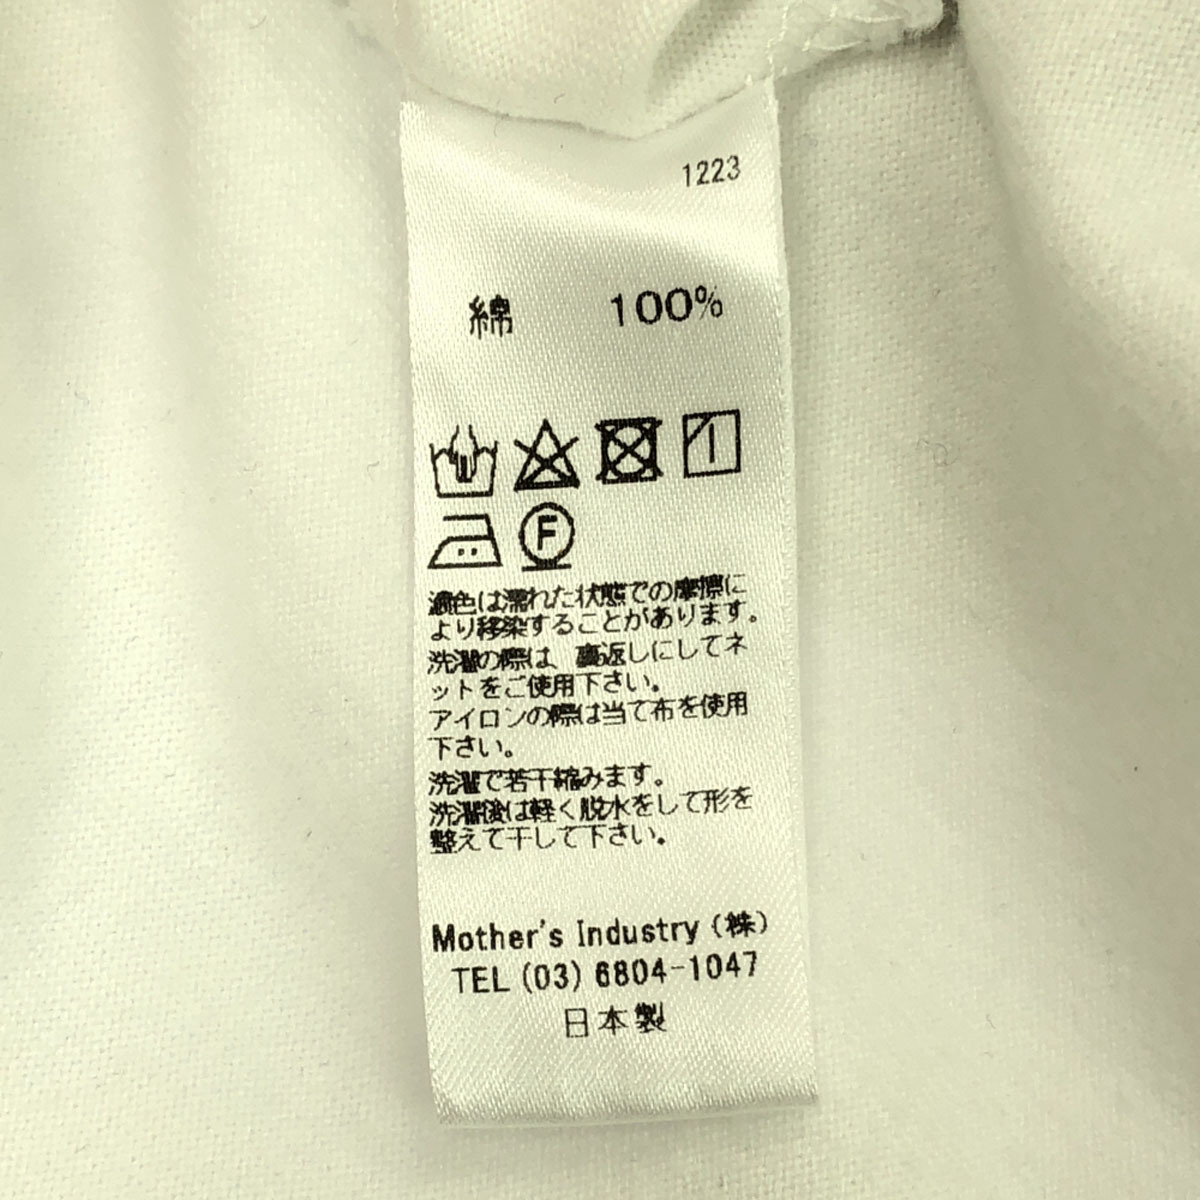 1223
綿 100%
F
濃色は濡れた状態での摩擦に
より移染することがあります。
洗濯の際は、裏返しにしてネ
ットをご使用下さい。
アイロンの際は当て布を使用
下さい。
洗濯で若干縮みます。
洗濯後は軽く脱水をして形を
整えて干して下さい。
Mother's Industry (株)
TEL (03) 6804-1047
日本製